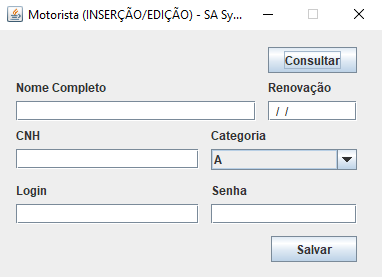 Motorista (INSERÇÃO/EDIÇÃO) - SA Sy...
Consultar
Nome Completo Renovação
/ /
CNH Categoria
A
Login Senha
Salvar